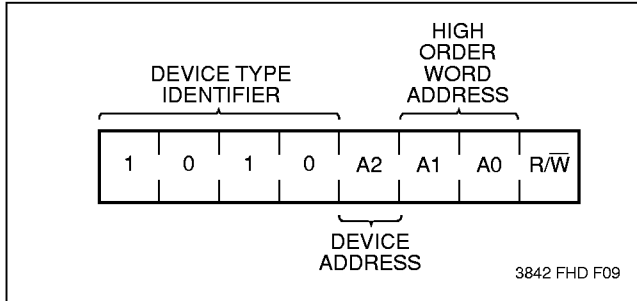 HIGH
ORDER
WORD
ADDRESS
DEVICE TYPE
IDENTIFIER
1 0 1 0 A2 A1 A0 R/W̅
DEVICE
ADDRESS
3842 FHD F09